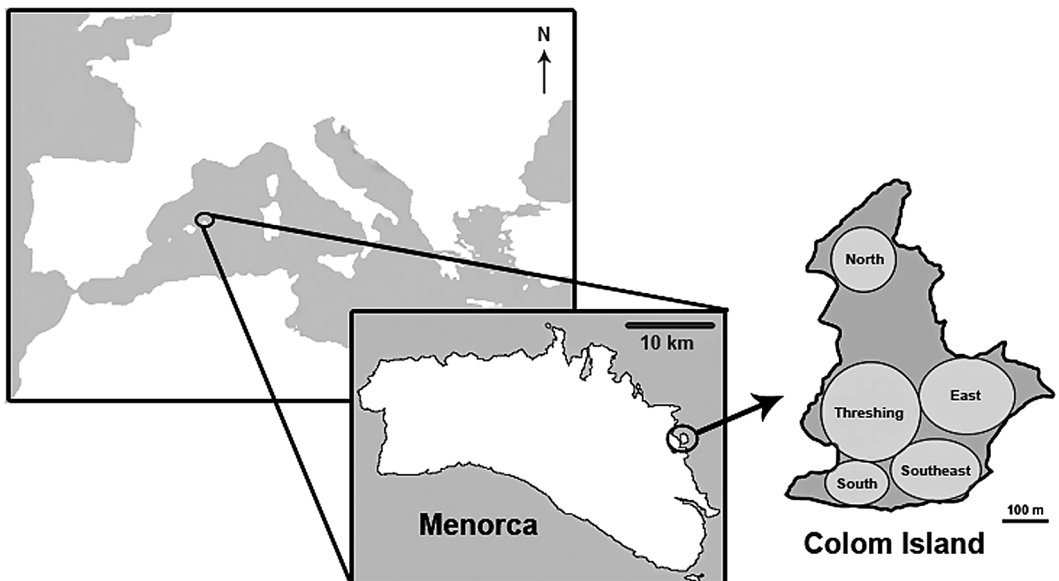 N
10 km
Menorca
North
Threshing
East
Southeast
South
100 m
Colom Island